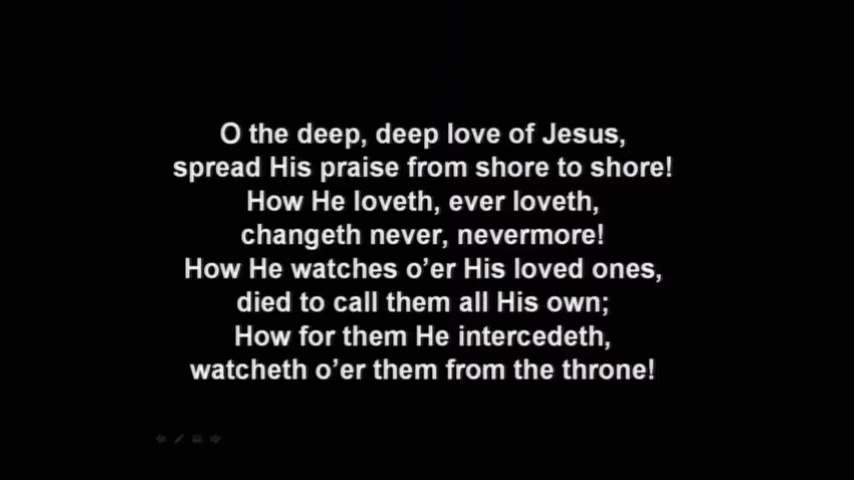 O the deep, deep love of Jesus,
spread His praise from shore to shore!
How He loveth, ever loveth,
changeth never, nevermore!
How He watches o’er His loved ones,
died to call them all His own;
How for them He intercedeth,
watcheth o’er them from the throne!